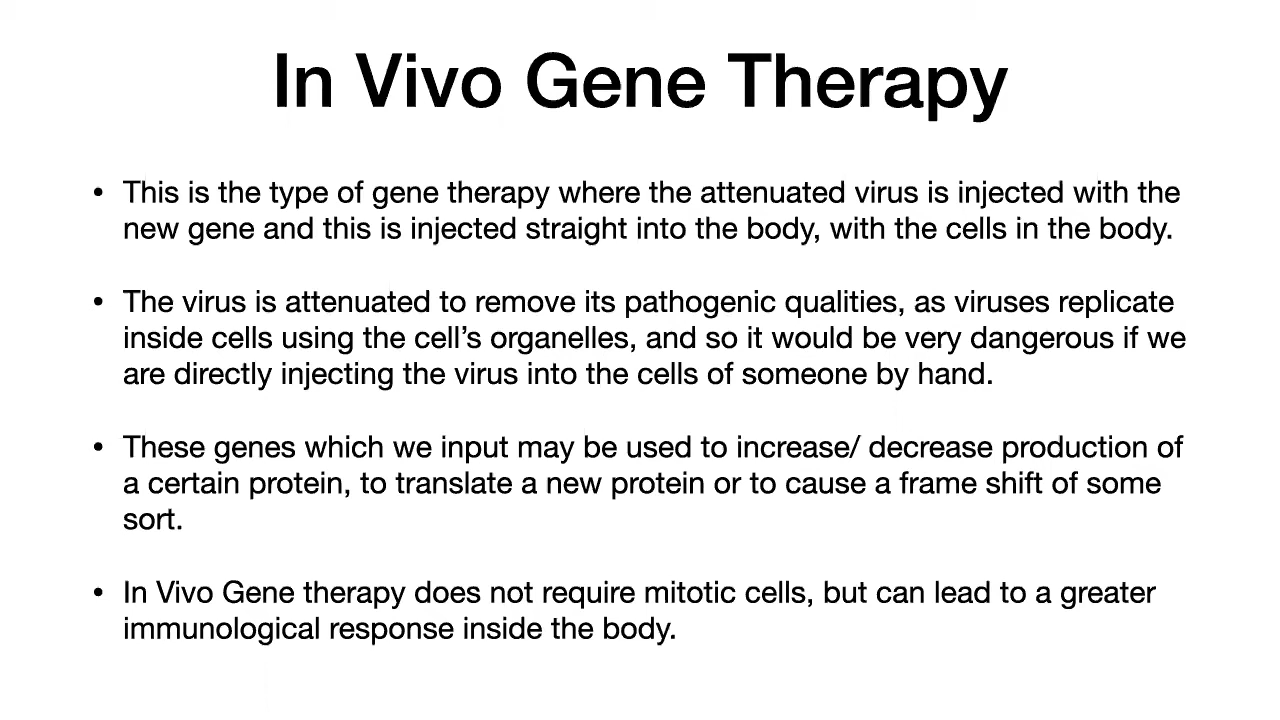 In Vivo Gene Therapy
• This is the type of gene therapy where the attenuated virus is injected with the
new gene and this is injected straight into the body, with the cells in the body.
• The virus is attenuated to remove its pathogenic qualities, as viruses replicate
inside cells using the cell’s organelles, and so it would be very dangerous if we
are directly injecting the virus into the cells of someone by hand.
• These genes which we input may be used to increase/ decrease production of
a certain protein, to translate a new protein or to cause a frame shift of some
sort.
• In Vivo Gene therapy does not require mitotic cells, but can lead to a greater
immunological response inside the body.